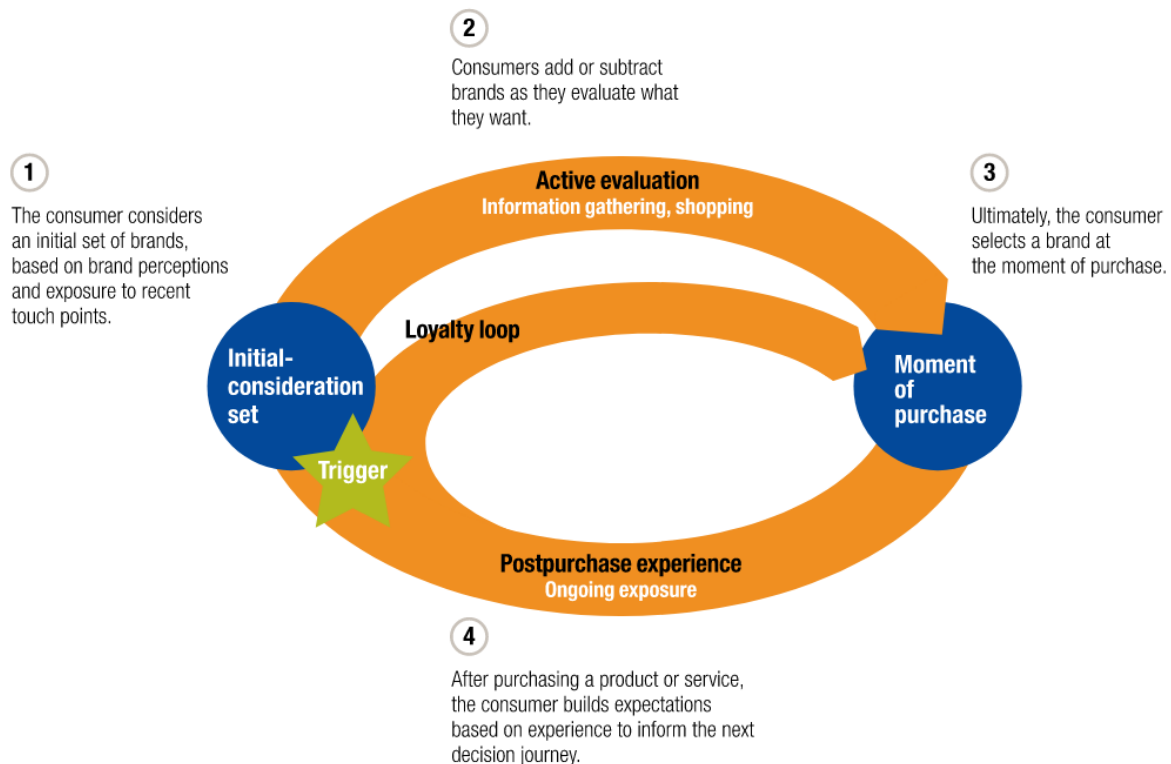 2
Consumers add or subtract
brands as they evaluate what
they want.
1
The consumer considers
an initial set of brands,
based on brand perceptions
and exposure to recent
touch points.
3
Ultimately, the consumer
selects a brand at
the moment of purchase.
Active evaluation
Information gathering, shopping
Loyalty loop
Initial-
consideration
set
Trigger
Moment
of
purchase
Postpurchase experience
Ongoing exposure
4
After purchasing a product or service,
the consumer builds expectations
based on experience to inform the next
decision journey.